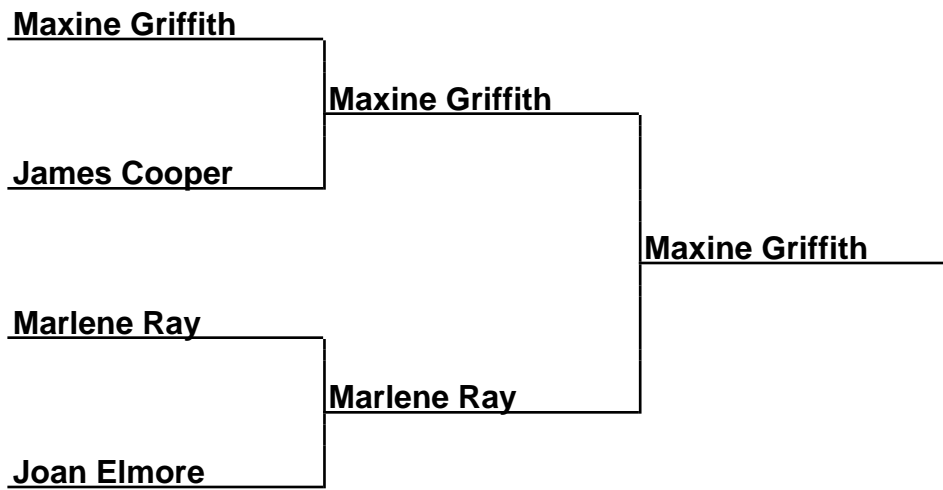 Maxine Griffith
Maxine Griffith
James Cooper
Maxine Griffith
Marlene Ray
Marlene Ray
Joan Elmore